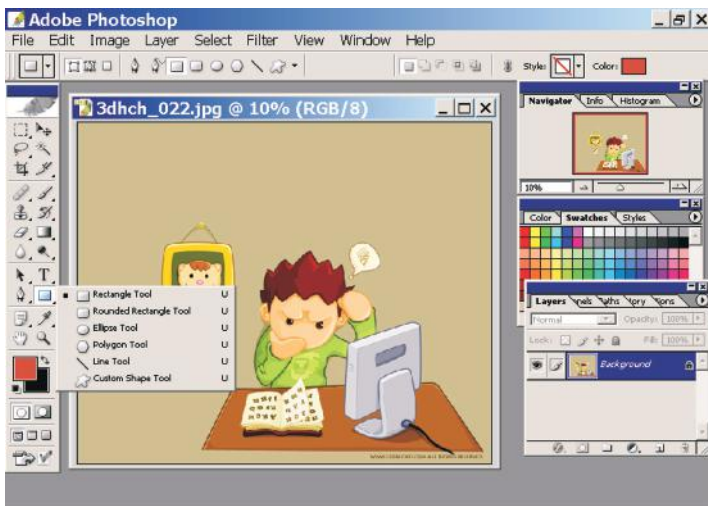 Adobe Photoshop
File Edit Image Layer Select Filter View Window Help
Style: Color:
3dhch_022.jpg @ 10% (RGB/8)
Navigator Info Histogram
10%
Color Swatches Styles
Rectangle Tool U
Rounded Rectangle Tool U
Ellipse Tool U
Polygon Tool U
Line Tool U
Custom Shape Tool U
T
Layers
Normal Opacity: 100%
Lock: Fill: 100%
Background